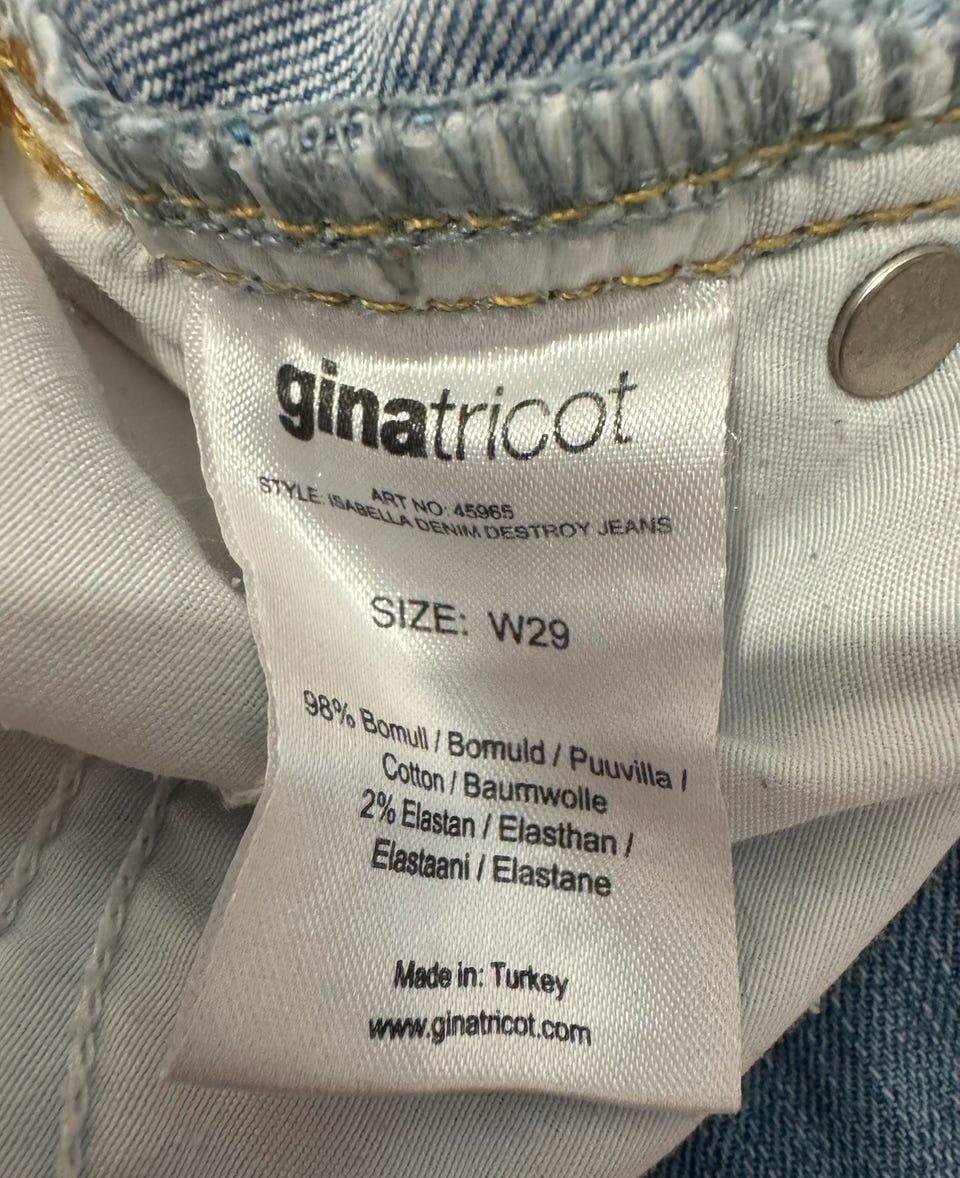 ginatricot
ART NO: 45965
STYLE: ISABELLA DENIM DESTROY JEANS
SIZE: W29
98% Bomull / Bomuld / Puuvilla /
Cotton / Baumwolle
2% Elastan / Elasthan /
Elastaani / Elastane
Made in: Turkey
www.ginatricot.com